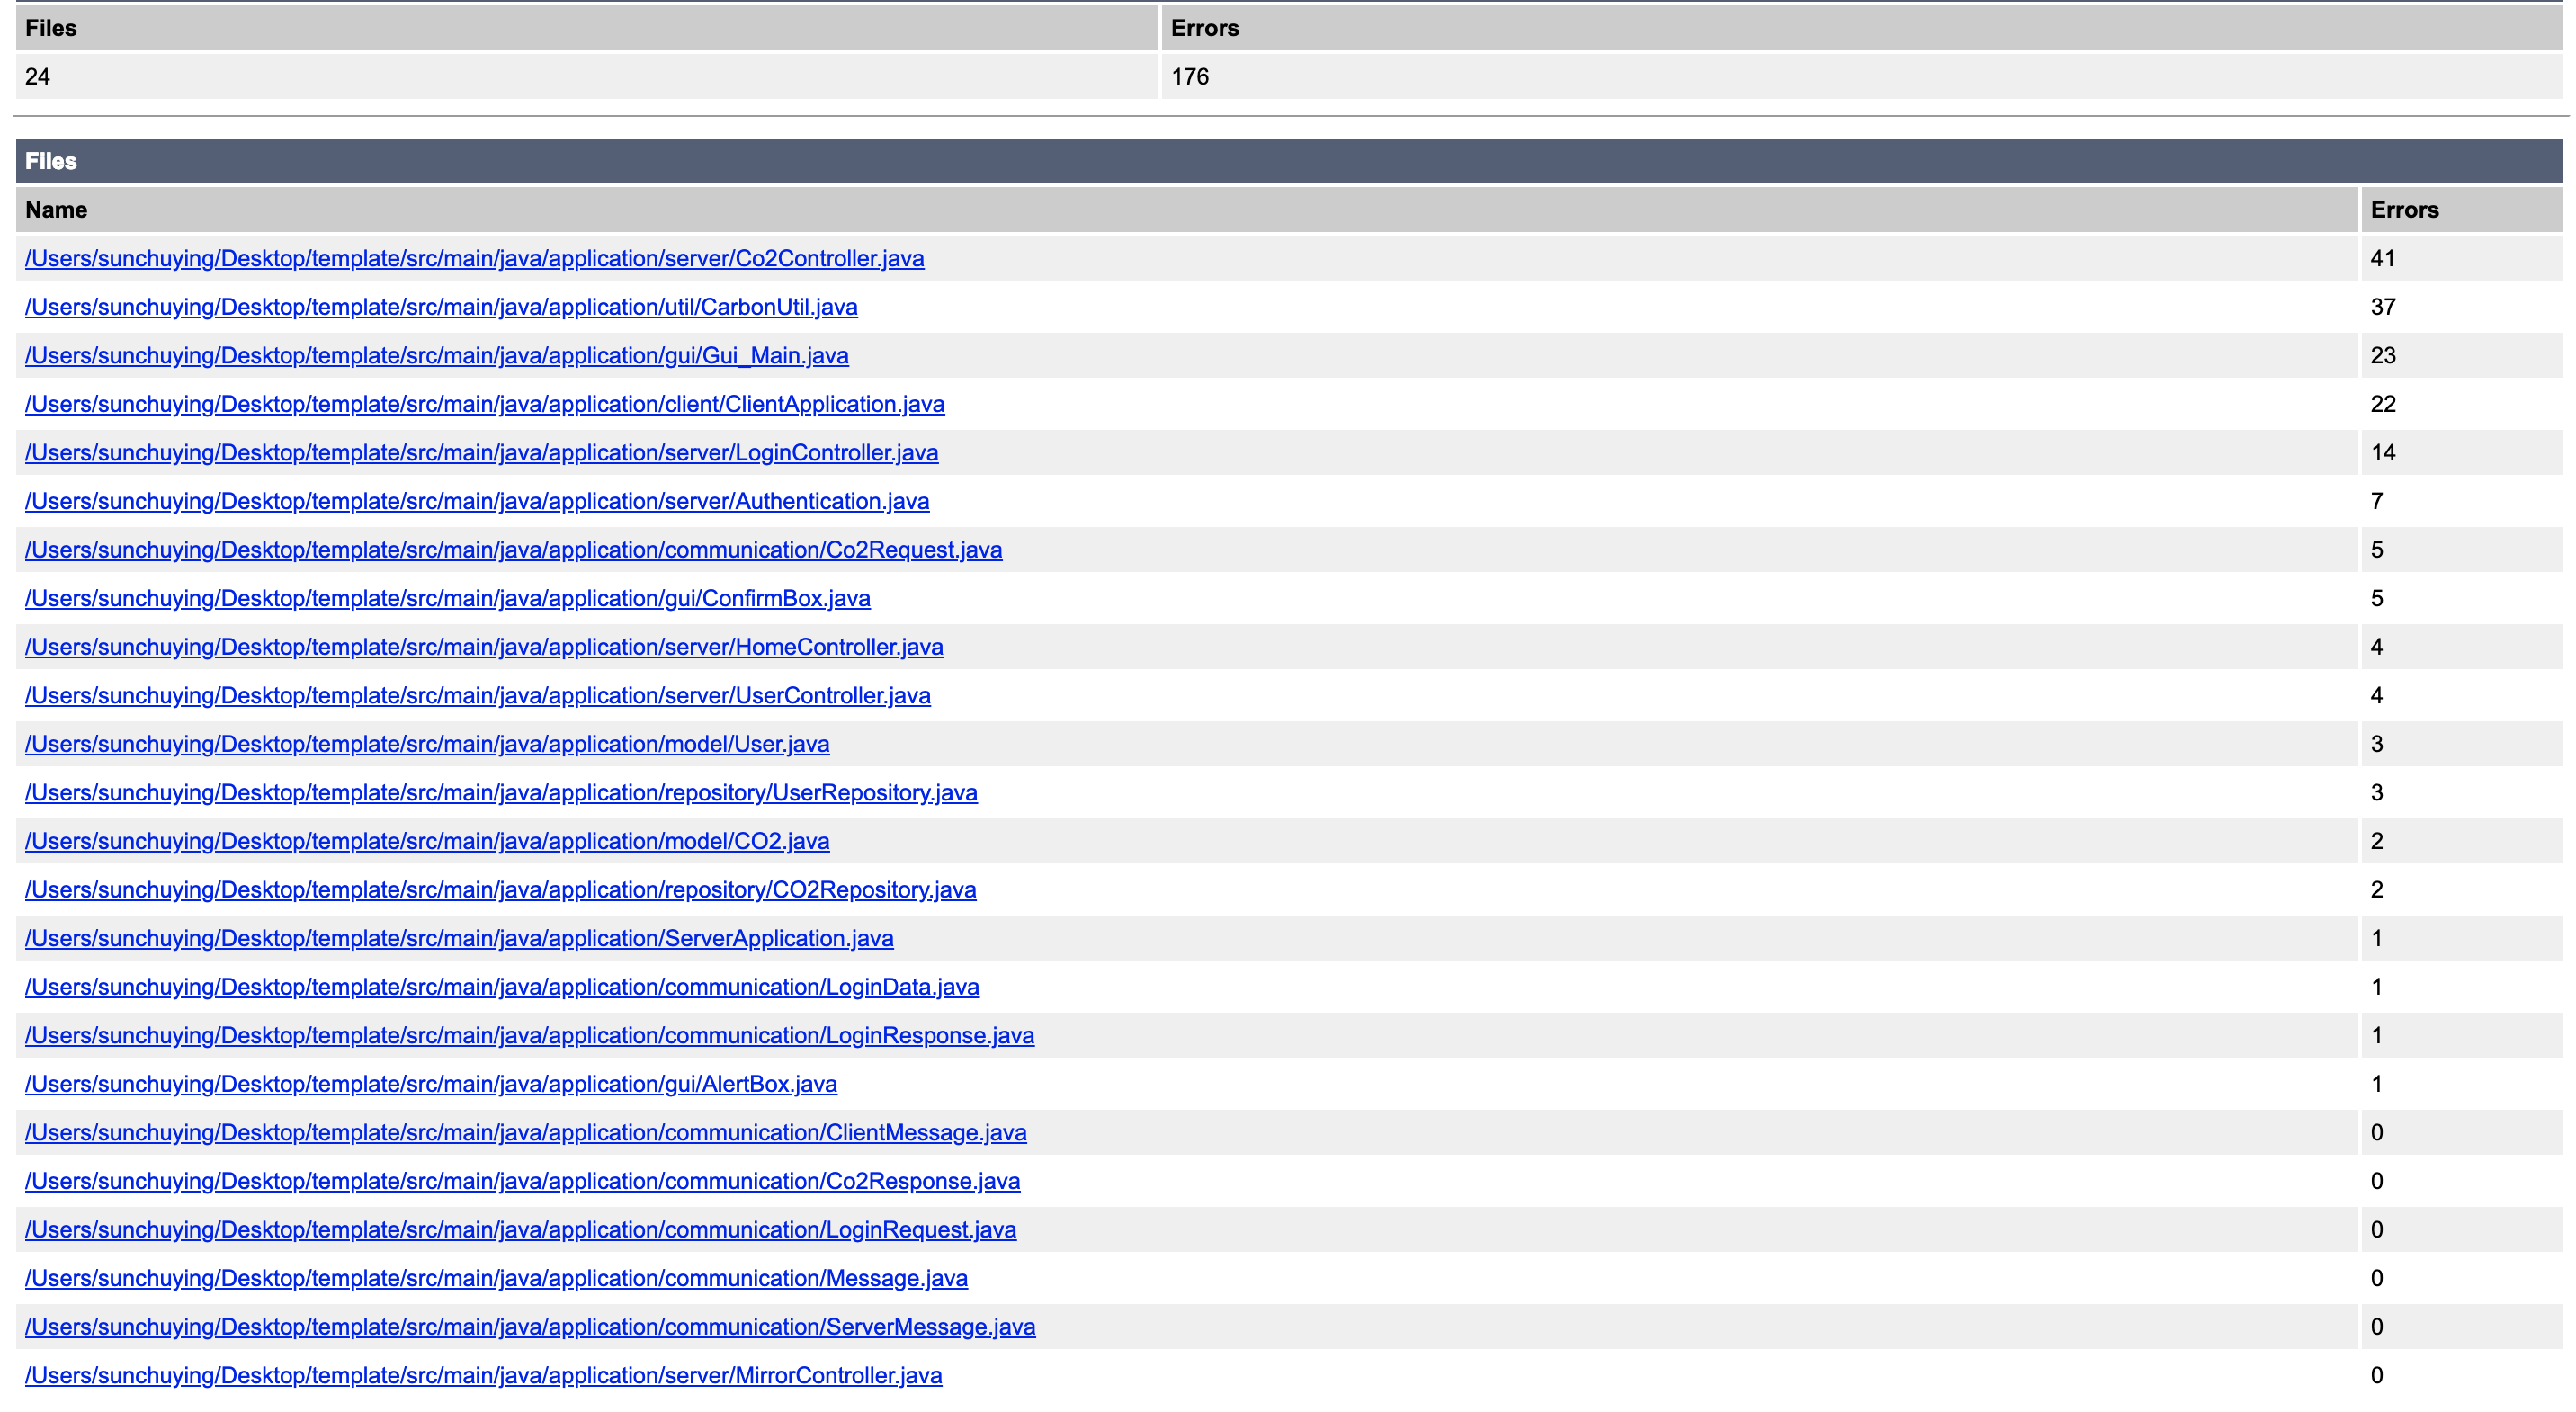 Files Errors
24 176
Files
Name Errors
/Users/sunchuying/Desktop/template/src/main/java/application/server/Co2Controller.java 41
/Users/sunchuying/Desktop/template/src/main/java/application/util/CarbonUtil.java 37
/Users/sunchuying/Desktop/template/src/main/java/application/gui/Gui_Main.java 23
/Users/sunchuying/Desktop/template/src/main/java/application/client/ClientApplication.java 22
/Users/sunchuying/Desktop/template/src/main/java/application/server/LoginController.java 14
/Users/sunchuying/Desktop/template/src/main/java/application/server/Authentication.java 7
/Users/sunchuying/Desktop/template/src/main/java/application/communication/Co2Request.java 5
/Users/sunchuying/Desktop/template/src/main/java/application/gui/ConfirmBox.java 5
/Users/sunchuying/Desktop/template/src/main/java/application/server/HomeController.java 4
/Users/sunchuying/Desktop/template/src/main/java/application/server/UserController.java 4
/Users/sunchuying/Desktop/template/src/main/java/application/model/User.java 3
/Users/sunchuying/Desktop/template/src/main/java/application/repository/UserRepository.java 3
/Users/sunchuying/Desktop/template/src/main/java/application/model/CO2.java 2
/Users/sunchuying/Desktop/template/src/main/java/application/repository/CO2Repository.java 2
/Users/sunchuying/Desktop/template/src/main/java/application/ServerApplication.java 1
/Users/sunchuying/Desktop/template/src/main/java/application/communication/LoginData.java 1
/Users/sunchuying/Desktop/template/src/main/java/application/communication/LoginResponse.java 1
/Users/sunchuying/Desktop/template/src/main/java/application/gui/AlertBox.java 1
/Users/sunchuying/Desktop/template/src/main/java/application/communication/ClientMessage.java 0
/Users/sunchuying/Desktop/template/src/main/java/application/communication/Co2Response.java 0
/Users/sunchuying/Desktop/template/src/main/java/application/communication/LoginRequest.java 0
/Users/sunchuying/Desktop/template/src/main/java/application/communication/Message.java 0
/Users/sunchuying/Desktop/template/src/main/java/application/communication/ServerMessage.java 0
/Users/sunchuying/Desktop/template/src/main/java/application/server/MirrorController.java 0